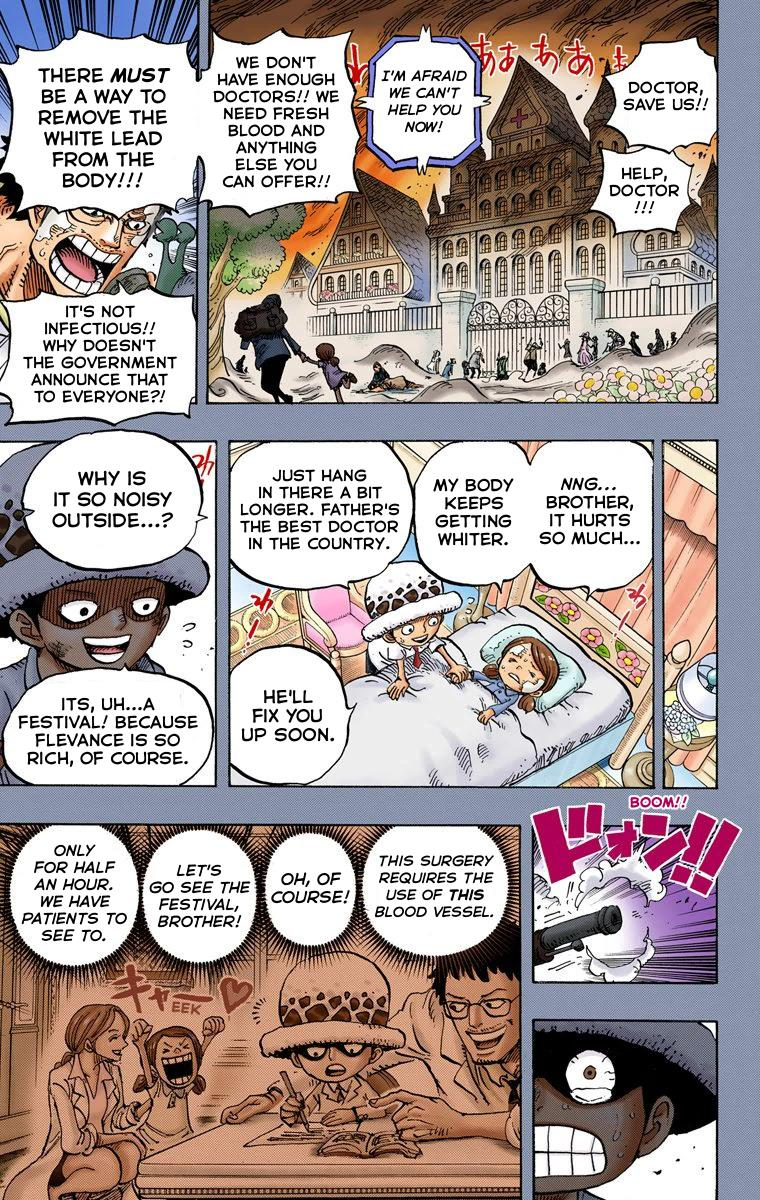 DOCTOR,
SAVE US!!
HELP,
DOCTOR
!!!
I'M AFRAID
WE CAN'T
HELP YOU
NOW!
WE DON'T
HAVE ENOUGH
DOCTORS!! WE
NEED FRESH
BLOOD AND
ANYTHING
ELSE YOU
CAN OFFER!!
THERE MUST
BE A WAY TO
REMOVE THE
WHITE LEAD
FROM THE
BODY!!!
IT'S NOT
INFECTIOUS!!
WHY DOESN'T
THE GOVERNMENT
ANNOUNCE THAT
TO EVERYONE?!
NNG...
BROTHER,
IT HURTS
SO MUCH...
MY BODY
KEEPS
GETTING
WHITER.
JUST HANG
IN THERE A BIT
LONGER. FATHER'S
THE BEST DOCTOR
IN THE COUNTRY.
HE'LL
FIX YOU
UP SOON.
WHY IS
IT SO NOISY
OUTSIDE...?
ITS, UH...A
FESTIVAL! BECAUSE
FLEVANCE IS SO
RICH, OF COURSE.
BOOM!!
ドォン!!
THIS SURGERY
REQUIRES THE
USE OF THIS
BLOOD VESSEL.
OH, OF
COURSE!
LET'S
GO SEE THE
FESTIVAL,
BROTHER!
ONLY
FOR HALF
AN HOUR.
WE HAVE
PATIENTS TO
SEE TO.
キャー♡
EEK